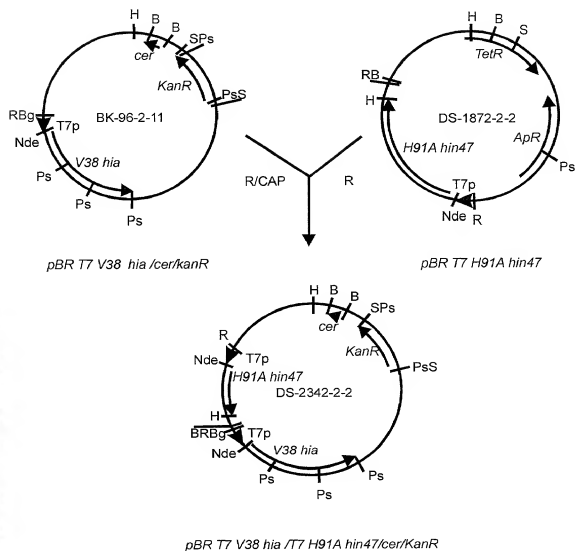 H
B
B
SPs
cer
KanR
PsS
RBg
T7p
Nde
BK-96-2-11
V38 hia
Ps
Ps
Ps
pBR T7 V38 hia /cer/kanR
H
B
S
TetR
RB
H
DS-1872-2-2
ApR
H91A hin47
Ps
T7p
Nde
R
pBR T7 H91A hin47
R/CAP
R
H
B
B
SPs
cer
KanR
PsS
R
T7p
Nde
H91A hin47
DS-2342-2-2
H
BRBg
T7p
Nde
V38 hia
Ps
Ps
Ps
pBR T7 V38 hia /T7 H91A hin47/cer/KanR